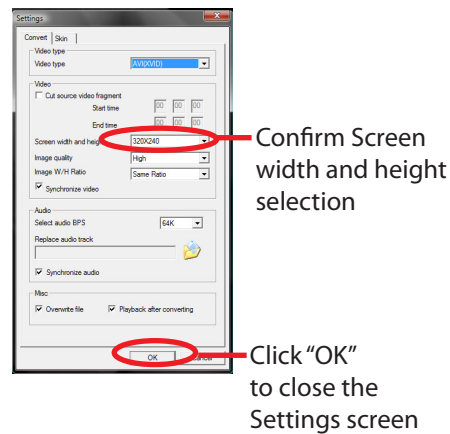 Settings
Convert Skin
Video type
Video type AVI(XVID)
Video
Cut source video fragment
Start time 00 00 00
End time 00 00 00
Screen width and heig 320X240
Image quality High
Image W/H Ratio Same Ratio
Synchronize video
Audio
Select audio BPS 64K
Replace audio track
Synchronize audio
Misc
Overwrite file Playback after converting
OK
Confirm Screen
width and height
selection
Click “OK”
to close the
Settings screen